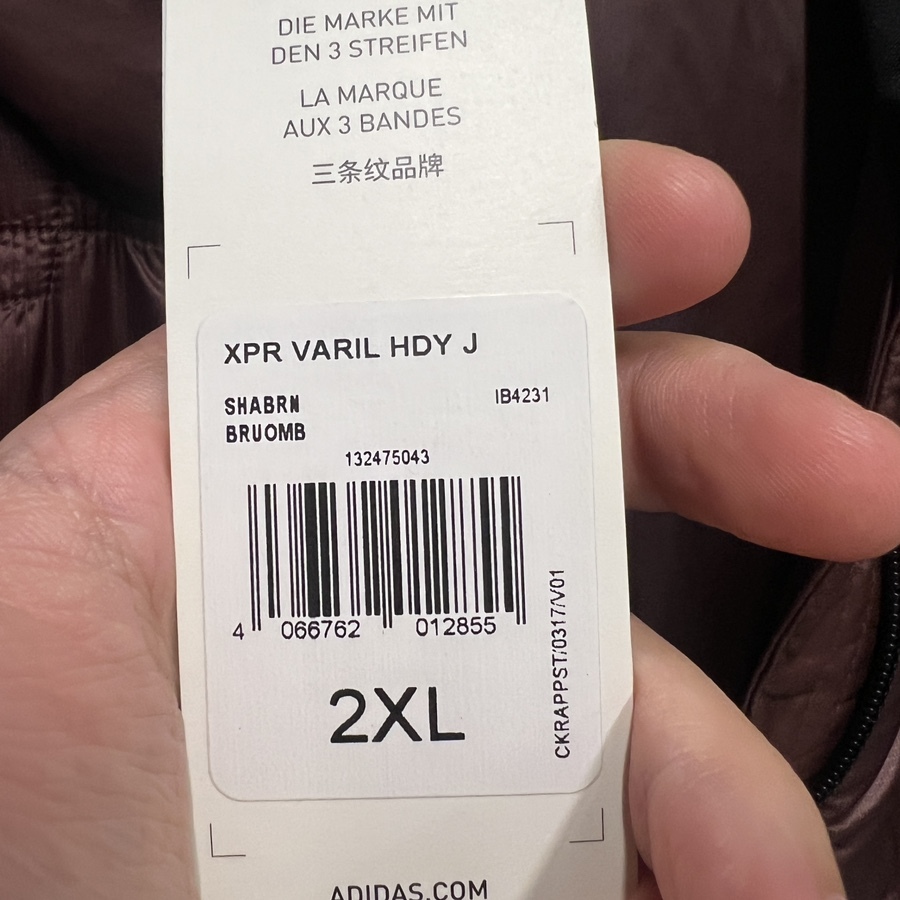 DIE MARKE MIT
DEN 3 STREIFEN
LA MARQUE
AUX 3 BANDES
三条纹品牌
XPR VARIL HDY J
SHABRN IB4231
BRUOMB
132475043
4 066762 012855
CKRAPPST/0317/V01
2XL
ADIDAS.COM